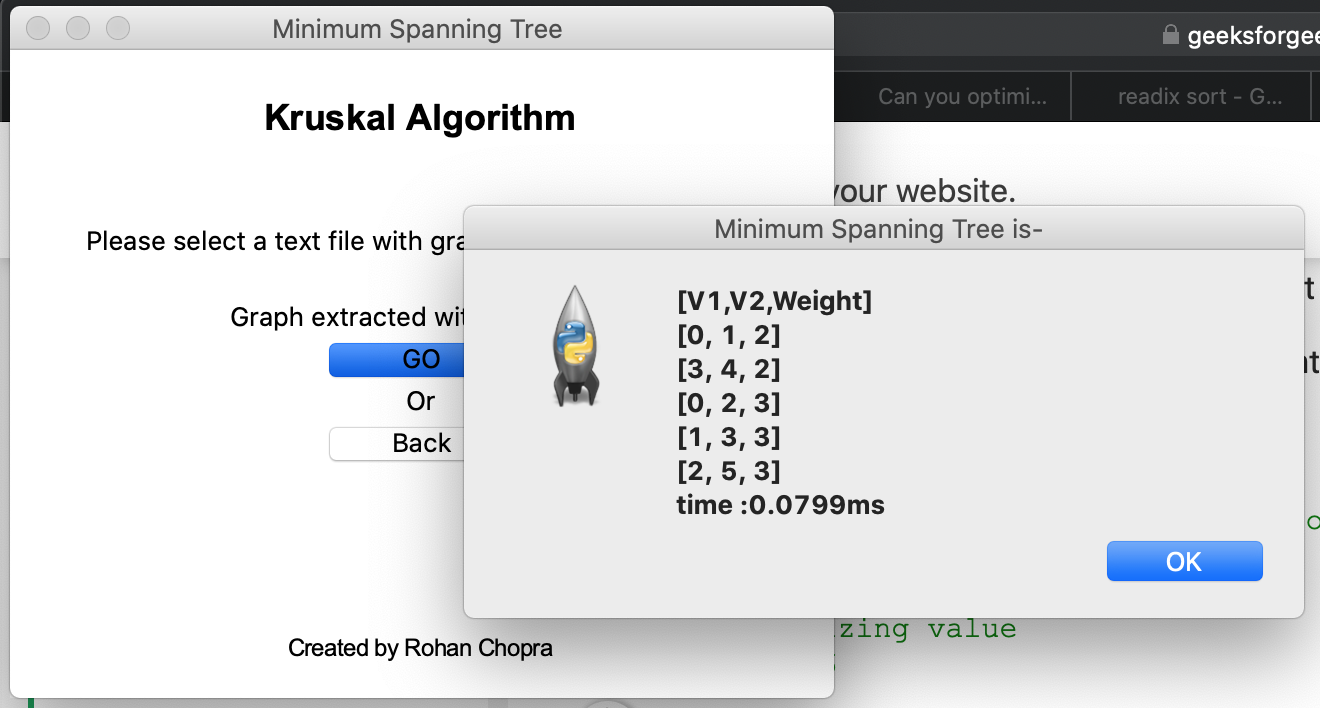 Minimum Spanning Tree
geeksforgee
Can you optimi...
readix sort - G...
Kruskal Algorithm
your website.
Please select a text file with gra
Minimum Spanning Tree is-
Graph extracted wit
GO
Or
Back
[V1,V2,Weight]
[0, 1, 2]
[3, 4, 2]
[0, 2, 3]
[1, 3, 3]
[2, 5, 3]
time :0.0799ms
OK
zing value
Created by Rohan Chopra